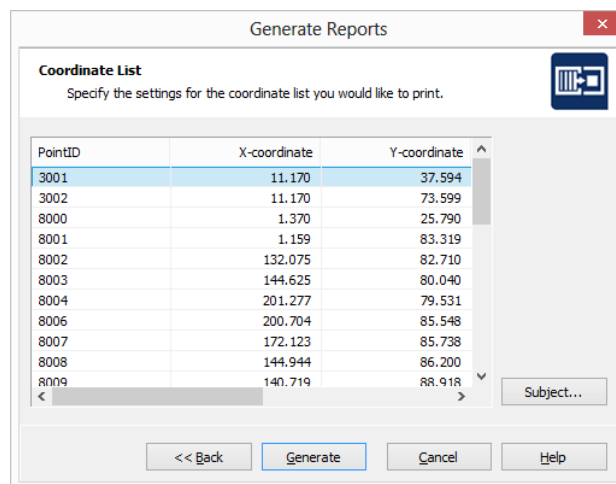 Generate Reports
Coordinate List
Specify the settings for the coordinate list you would like to print.
PointID X-coordinate Y-coordinate
3001 11.170 37.594
3002 11.170 73.599
8000 1.370 25.790
8001 1.159 83.319
8002 132.075 82.710
8003 144.625 80.040
8004 201.277 79.531
8006 200.704 85.548
8007 172.123 85.738
8008 144.944 86.200
8009 140.719 88.918
Subject...
<< Back Generate Cancel Help